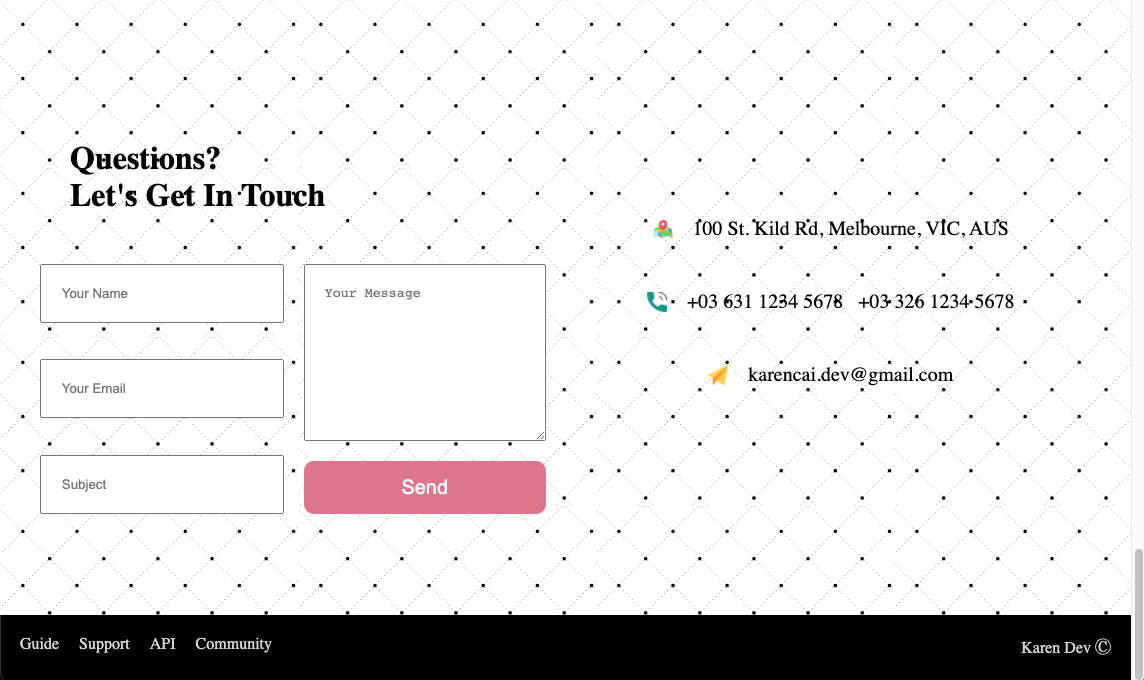 Questions?
Let's Get In Touch
Your Name
Your Email
Subject
Your Message
Send
100 St. Kild Rd, Melbourne, VIC, AUS
+03 631 1234 5678 +03 326 1234 5678
karencai.dev@gmail.com
Guide Support API Community
Karen Dev ©